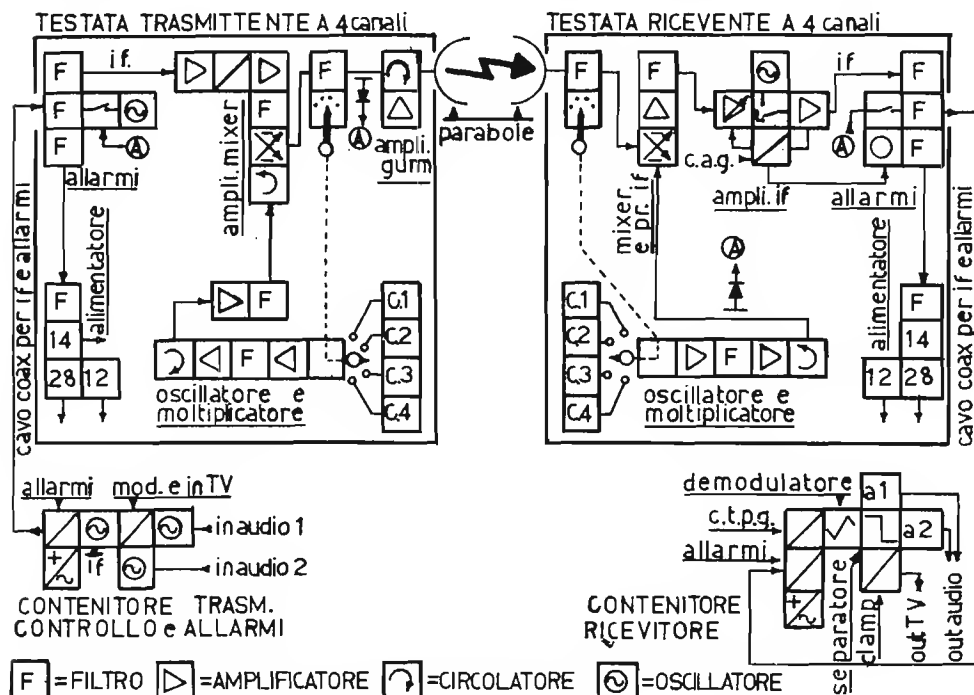 TESTATA TRASMITTENTE A 4 canali
TESTATA RICEVENTE A 4 canali
F
F
F
if.
allarmi
A
F
ampli.mixer
F
A
ampli.
gunn
parabole
F
F
mixer
e pr. if
c.a.g.
ampli.if
if
A
allarmi
F
F
F
cavo coax per if e allarmi
F
14
28
12
alimentatore
F
F
oscillatore e
moltiplicatore
C.1
C.2
C.3
C.4
A
C.1
C.2
C.3
C.4
F
oscillatore e
moltiplicatore
alimentatore
F
14
12
28
cavo coax per if e allarmi
allarmi
mod. e in TV
if
in audio 1
in audio 2
CONTENITORE TRASM.
CONTROLLO e ALLARMI
demodulatore
c.t.p.g.
allarmi
a1
a2
separatore
clamp
out TV
out audio
CONTENITORE
RICEVITORE
F =FILTRO
=AMPLIFICATORE
=CIRCOLATORE
=OSCILLATORE